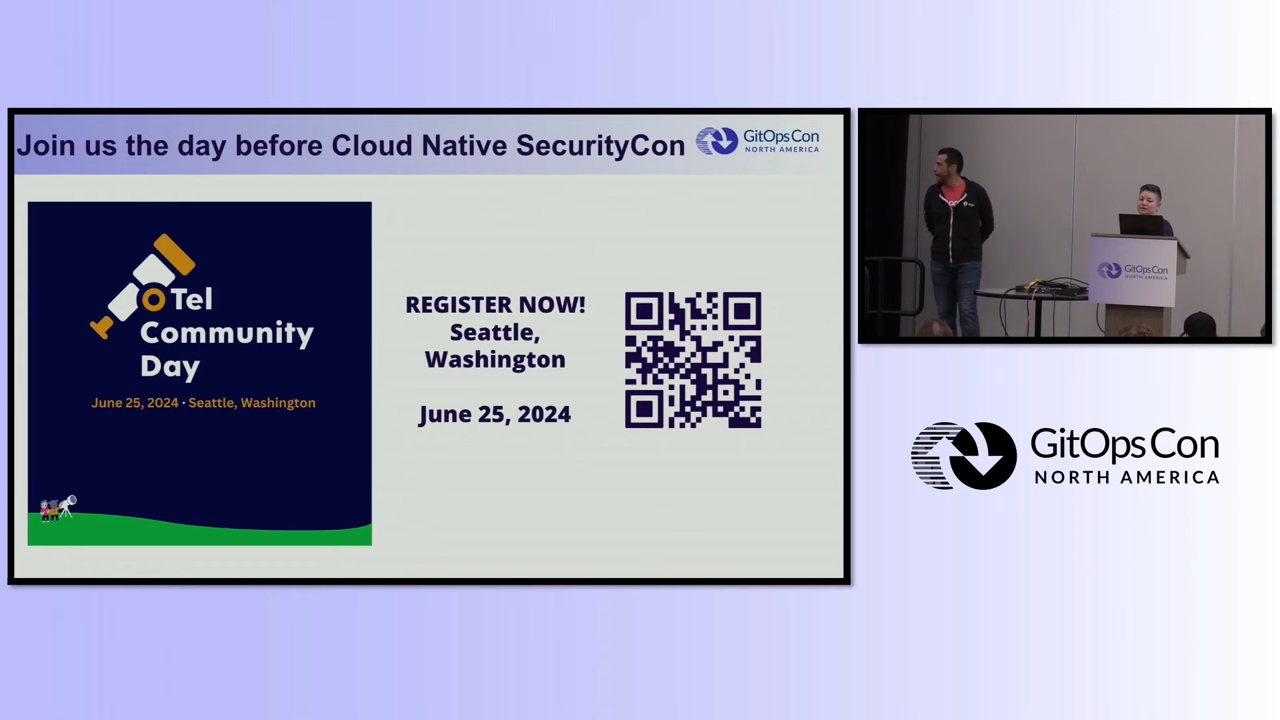 Join us the day before Cloud Native SecurityCon
GitOpsCon
NORTH AMERICA
OTel
Community
Day
June 25, 2024 · Seattle, Washington
REGISTER NOW!
Seattle,
Washington
June 25, 2024
GitOpsCon
NORTH AMERICA
GitOpsCon
NORTH AMERICA